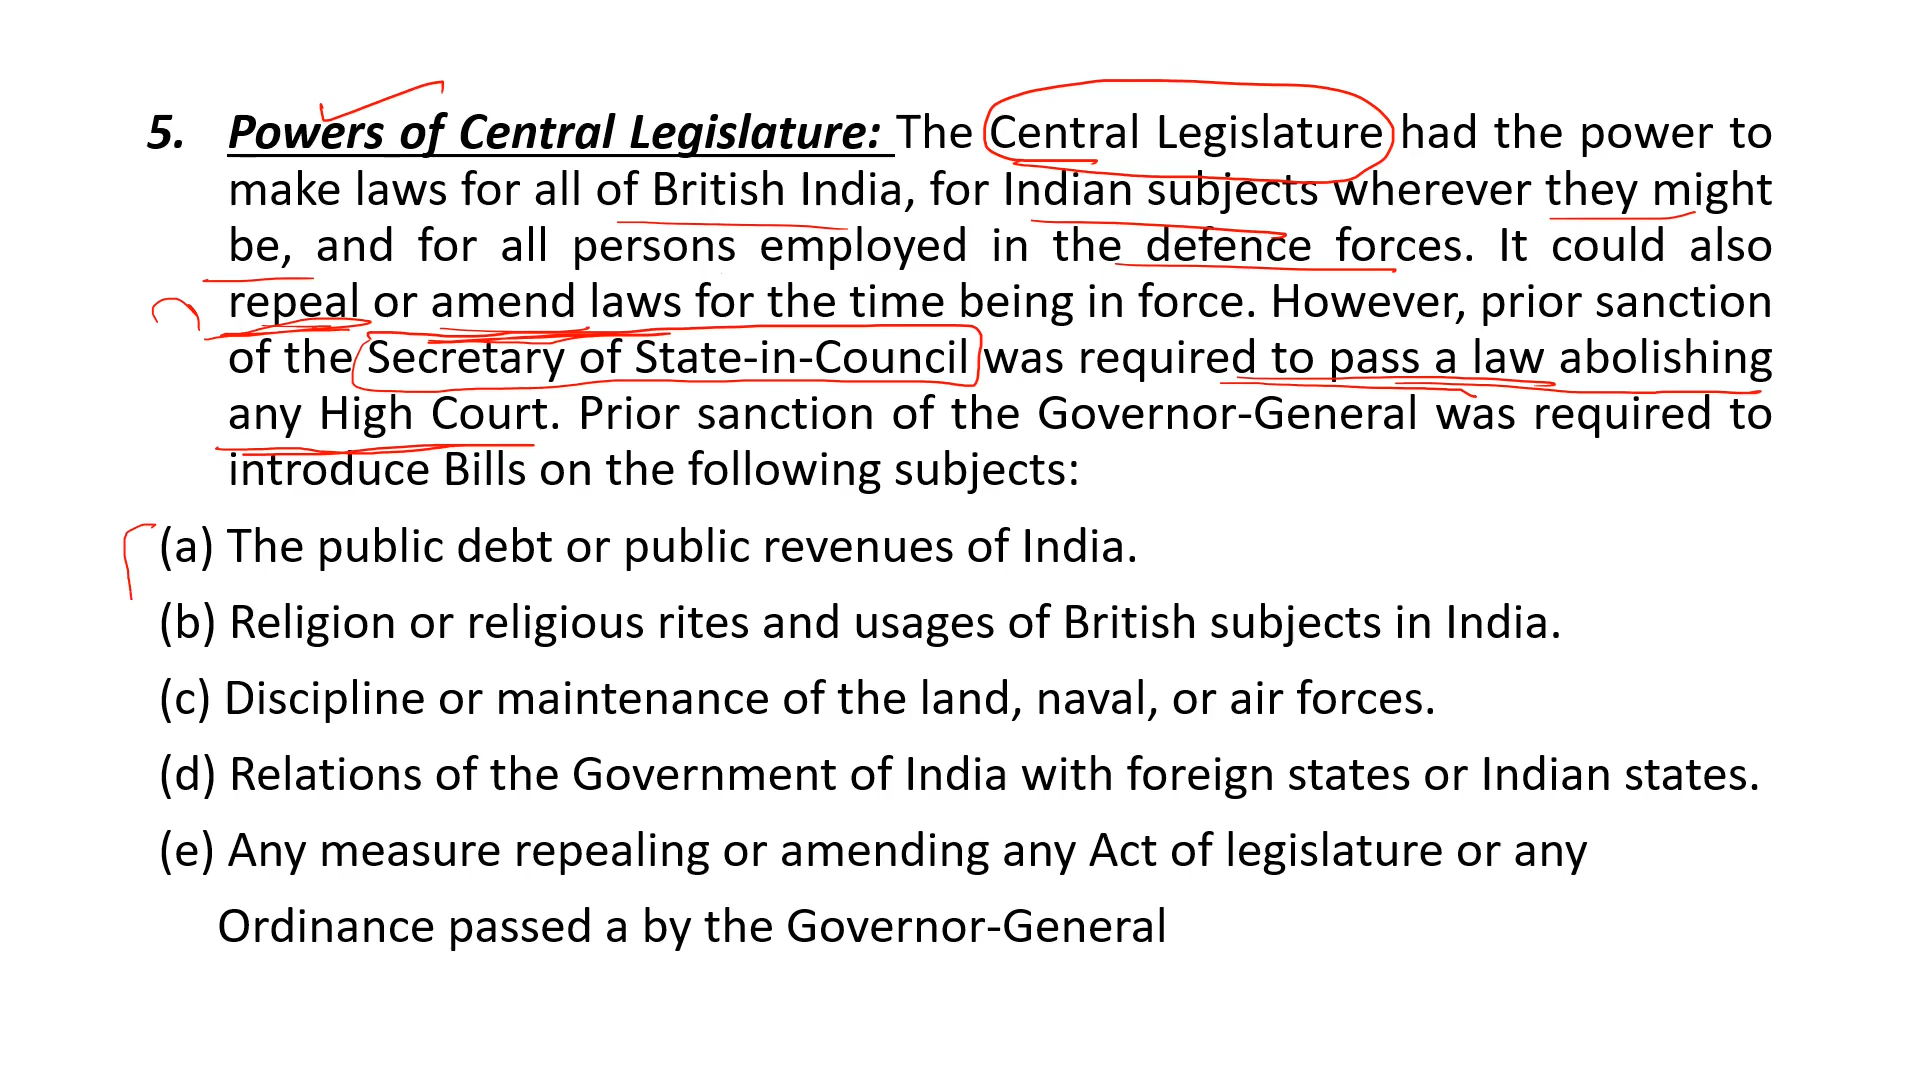 5. Powers of Central Legislature: The Central Legislature had the power to
make laws for all of British India, for Indian subjects wherever they might
be, and for all persons employed in the defence forces. It could also
repeal or amend laws for the time being in force. However, prior sanction
of the Secretary of State-in-Council was required to pass a law abolishing
any High Court. Prior sanction of the Governor-General was required to
introduce Bills on the following subjects:
(a) The public debt or public revenues of India.
(b) Religion or religious rites and usages of British subjects in India.
(c) Discipline or maintenance of the land, naval, or air forces.
(d) Relations of the Government of India with foreign states or Indian states.
(e) Any measure repealing or amending any Act of legislature or any
Ordinance passed a by the Governor-General